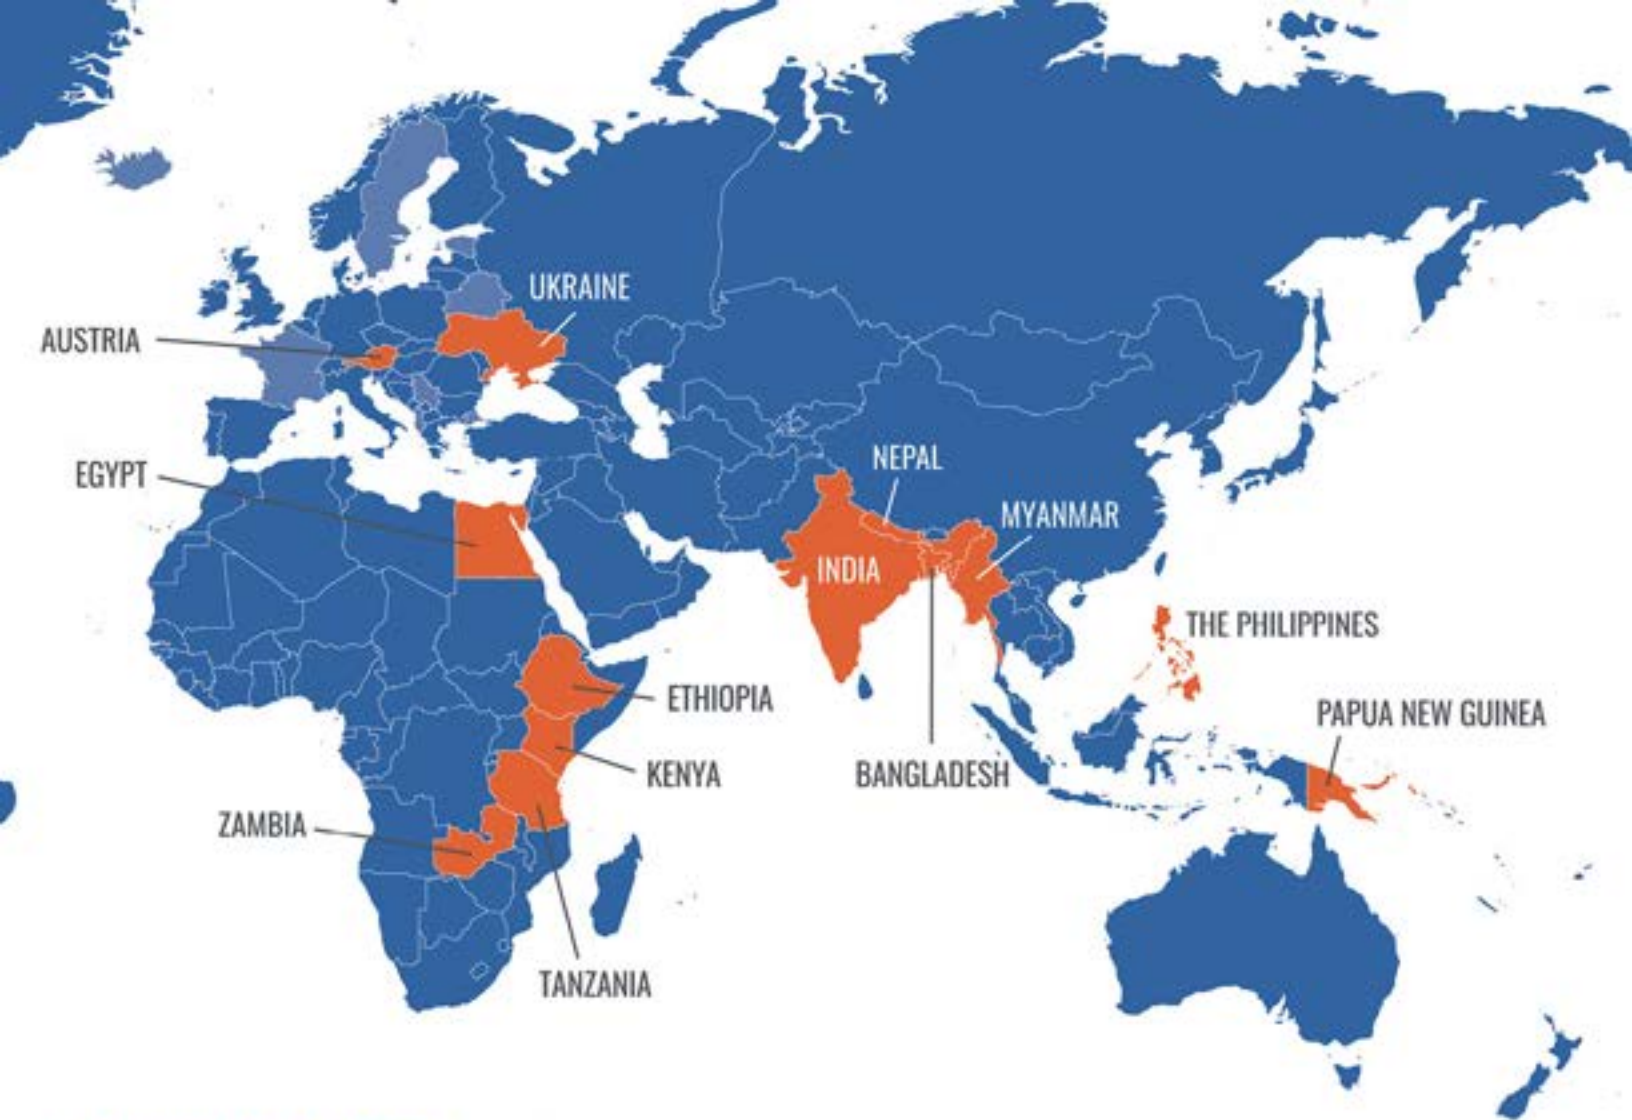 UKRAINE
AUSTRIA
EGYPT
NEPAL
MYANMAR
INDIA
THE PHILIPPINES
ETHIOPIA
PAPUA NEW GUINEA
KENYA
BANGLADESH
ZAMBIA
TANZANIA